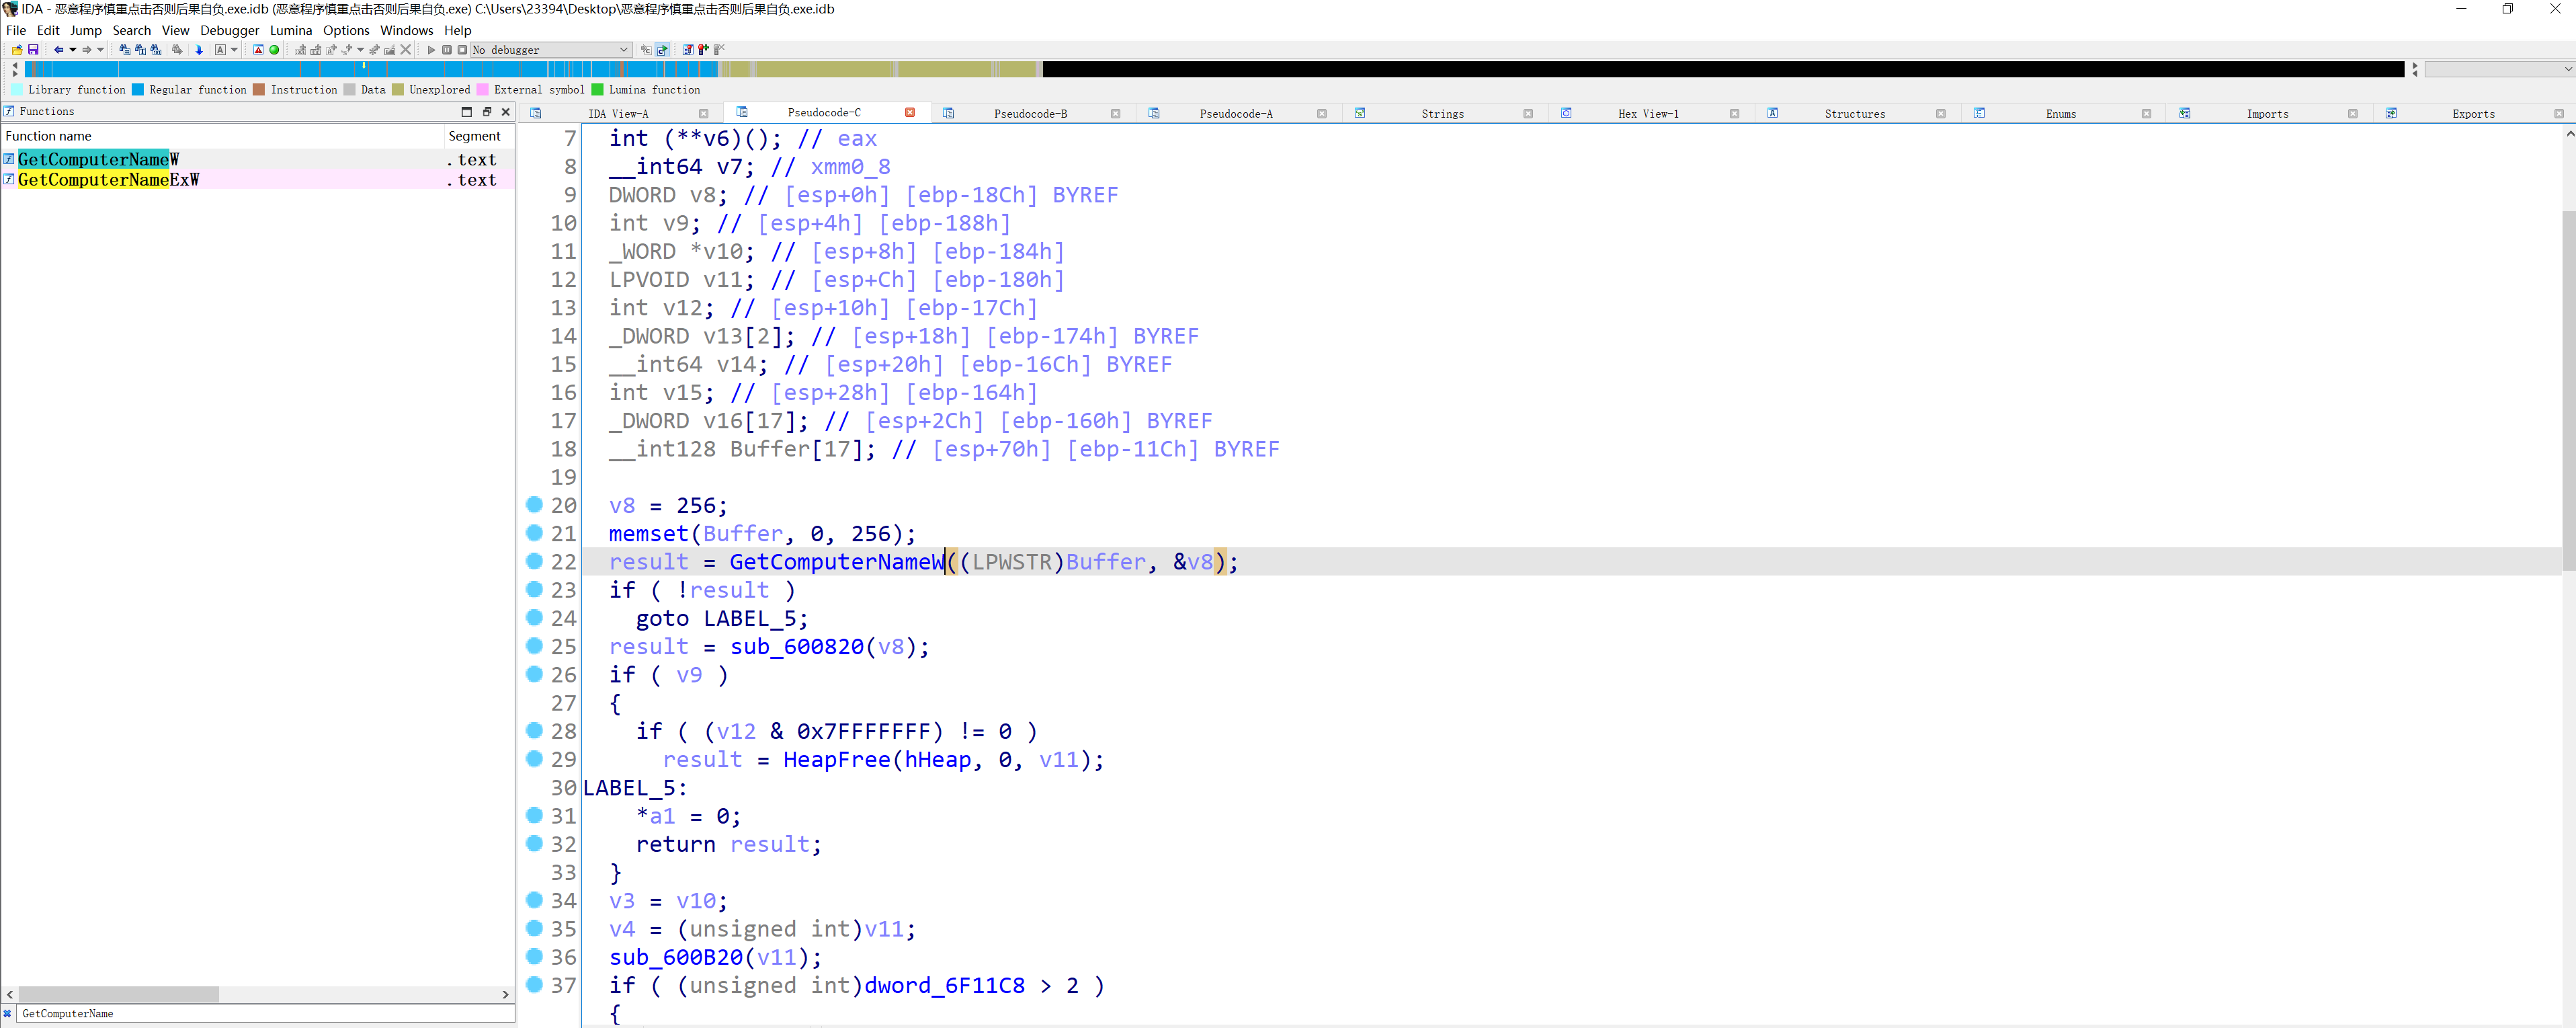 IDA - 恶意程序慎重点击否则后果自负.exe.idb (恶意程序慎重点击否则后果自负.exe) C:\Users\23394\Desktop\恶意程序慎重点击否则后果自负.exe.idb
File Edit Jump Search View Debugger Lumina Options Windows Help
No debugger
Library function Regular function Instruction Data Unexplored External symbol Lumina function
Functions
IDA View-A Pseudocode-C Pseudocode-B Pseudocode-A Strings Hex View-1 Structures Enums Imports Exports
Function name Segment
GetComputerNameW .text
GetComputerNameExW .text
7 int (**v6)(); // eax
8 __int64 v7; // xmm0_8
9 DWORD v8; // [esp+0h] [ebp-18Ch] BYREF
10 int v9; // [esp+4h] [ebp-188h]
11 _WORD *v10; // [esp+8h] [ebp-184h]
12 LPVOID v11; // [esp+Ch] [ebp-180h]
13 int v12; // [esp+10h] [ebp-17Ch]
14 _DWORD v13[2]; // [esp+18h] [ebp-174h] BYREF
15 __int64 v14; // [esp+20h] [ebp-16Ch] BYREF
16 int v15; // [esp+28h] [ebp-164h]
17 _DWORD v16[17]; // [esp+2Ch] [ebp-160h] BYREF
18 __int128 Buffer[17]; // [esp+70h] [ebp-11Ch] BYREF
19
20 v8 = 256;
21 memset(Buffer, 0, 256);
22 result = GetComputerNameW((LPWSTR)Buffer, &v8);
23 if ( !result )
24 goto LABEL_5;
25 result = sub_600820(v8);
26 if ( v9 )
27 {
28 if ( (v12 & 0x7FFFFFFF) != 0 )
29 result = HeapFree(hHeap, 0, v11);
30 LABEL_5:
31 *a1 = 0;
32 return result;
33 }
34 v3 = v10;
35 v4 = (unsigned int)v11;
36 sub_600B20(v11);
37 if ( (unsigned int)dword_6F11C8 > 2 )
{
GetComputerName